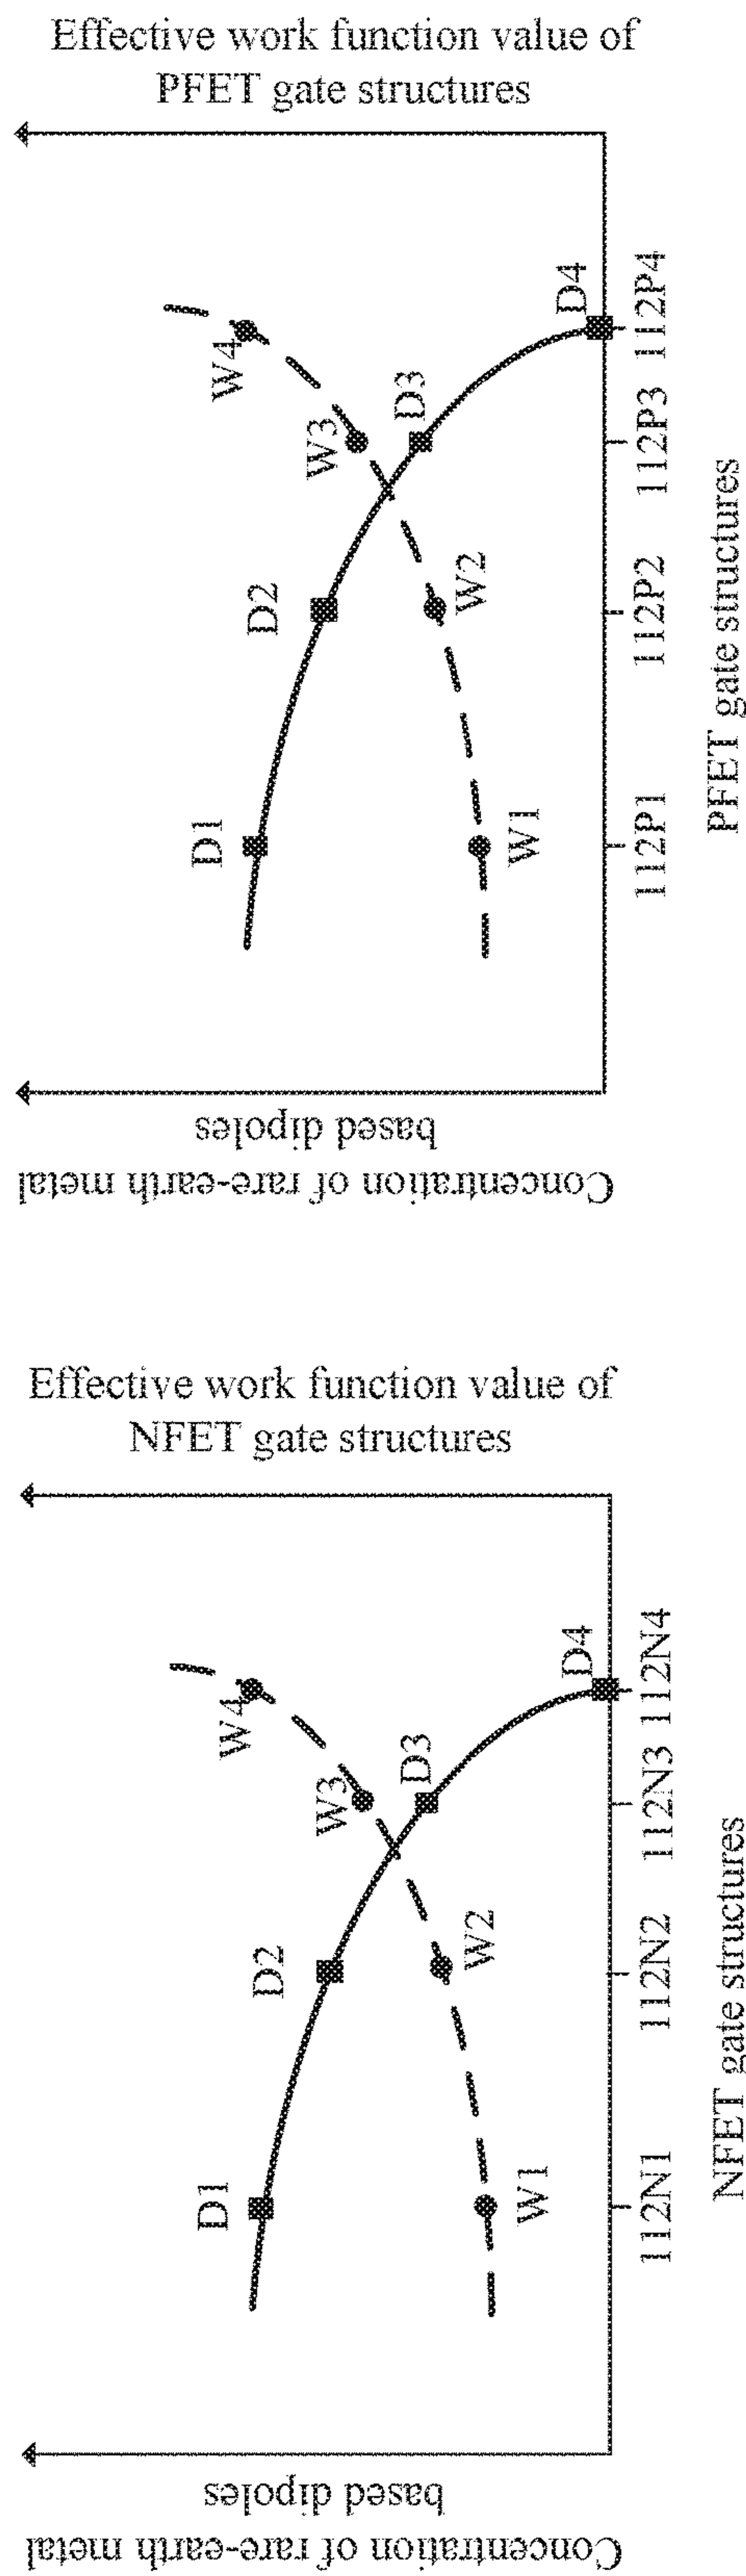 Effective work function value of
PFET gate structures
W4
D4
W3
D3
D2
W2
D1
W1
112P4
112P3
112P2
112P1
PFET gate structures
based dipoles
Concentration of rare-earth metal
Effective work function value of
NFET gate structures
W4
D4
W3
D3
D2
W2
D1
W1
112N4
112N3
112N2
112N1
NFET gate structures
based dipoles
Concentration of rare-earth metal